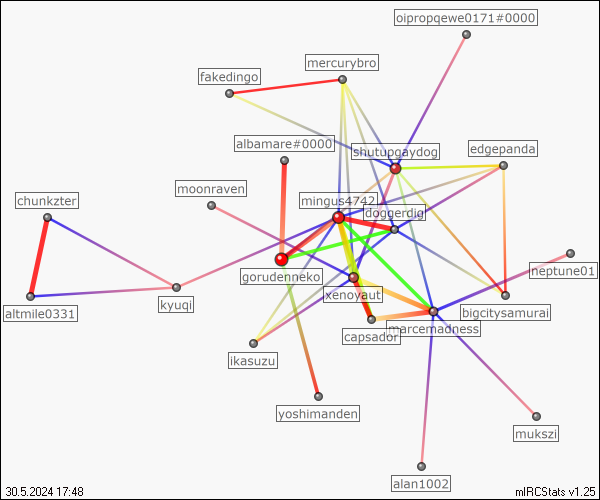 oipropqewe0171#0000
mercurybro
fakedingo
albamare#0000
shutupgaydog
edgepanda
moonraven
chunkzter
mingus4742
doggerdig
gorudenneko
neptune01
xenoyaut
kyuqi
altmile0331
bigcitysamurai
marcemadness
capsador
ikasuzu
yoshimanden
mukszi
alan1002
30.5.2024 17:48
mIRCStats v1.25